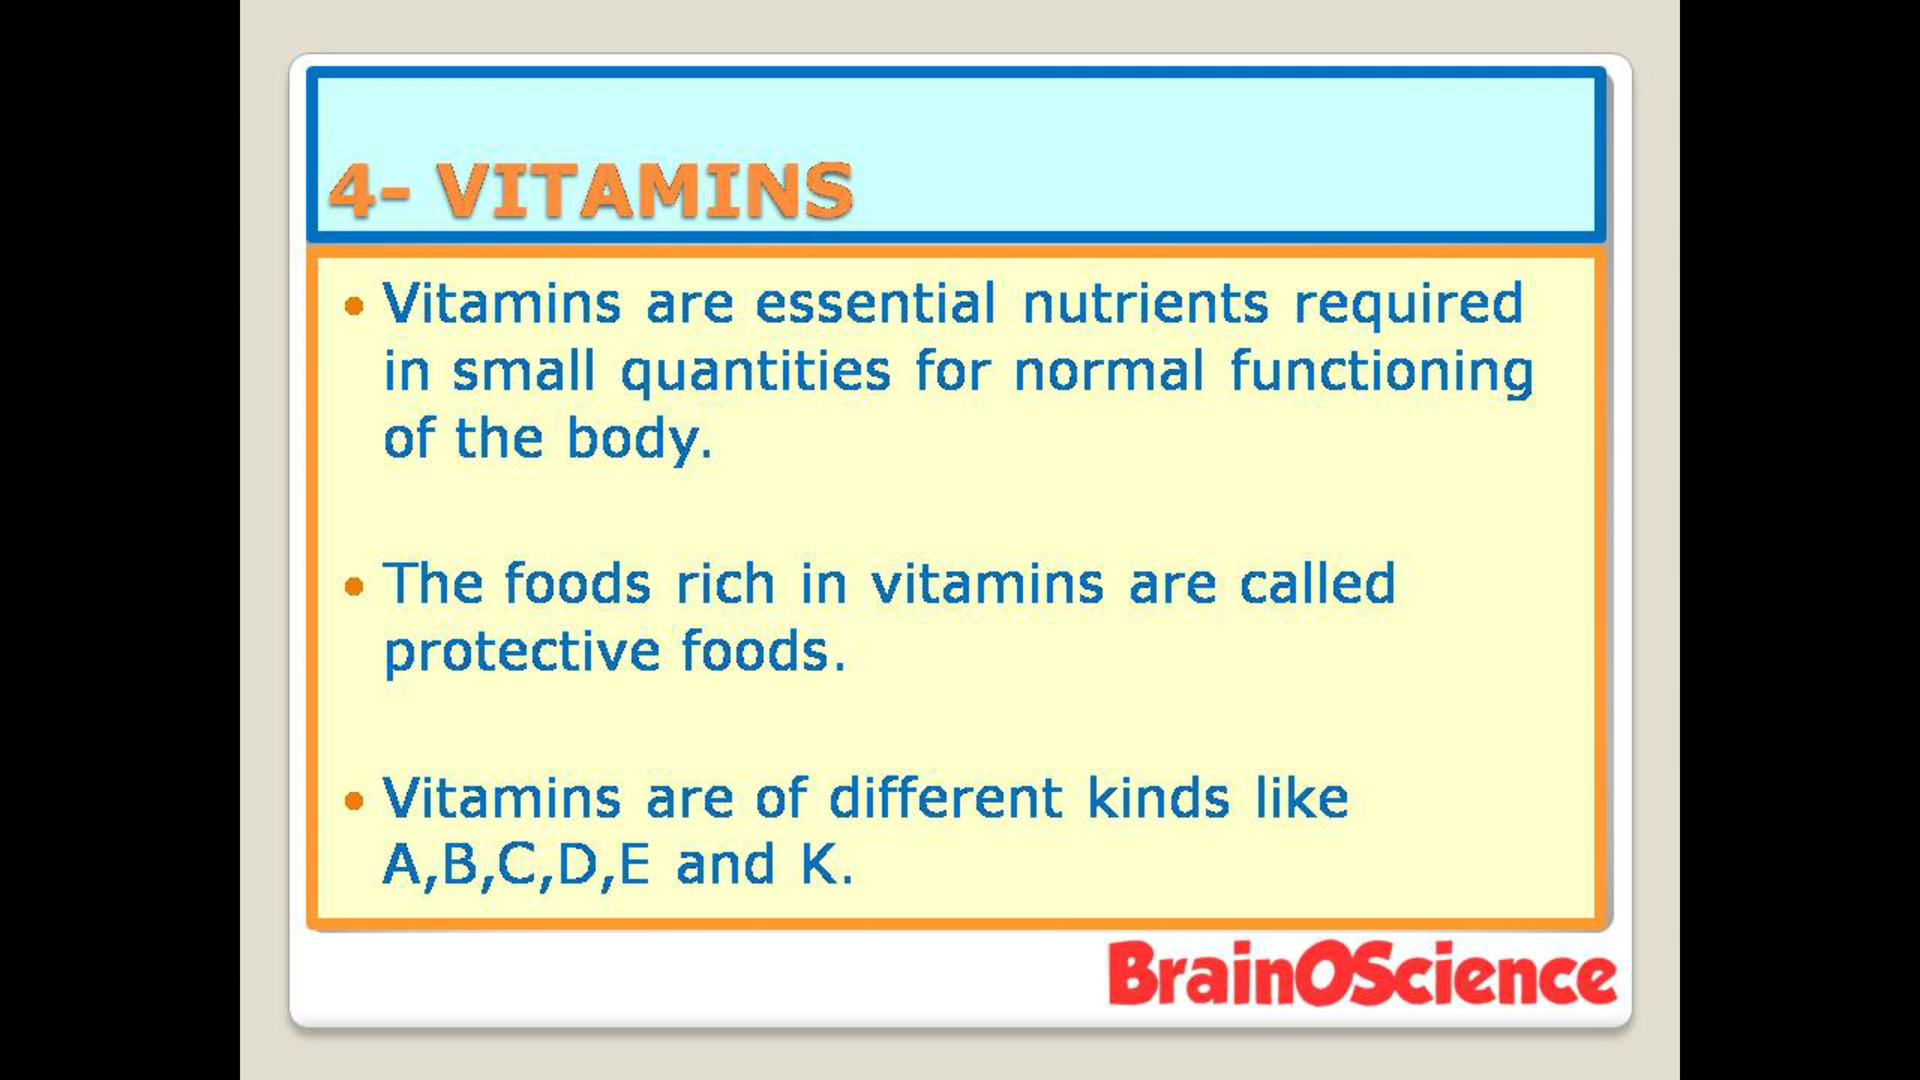 4- VITAMINS
• Vitamins are essential nutrients required
in small quantities for normal functioning
of the body.
• The foods rich in vitamins are called
protective foods.
• Vitamins are of different kinds like
A,B,C,D,E and K.
BrainOScience